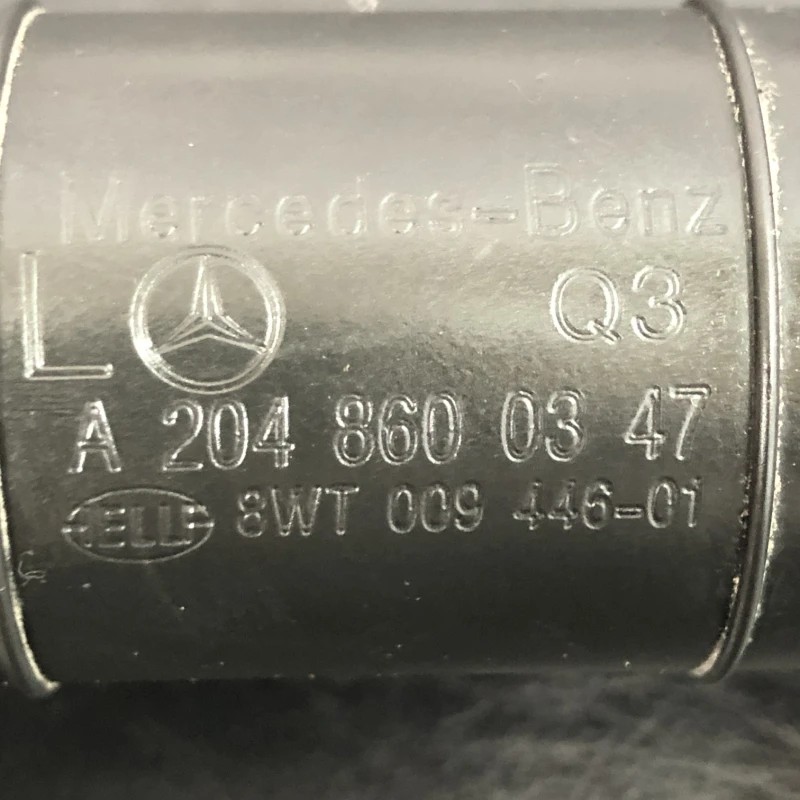 Mercedes-Benz
L Q3
A 204 860 03 47
HELLA 8WT 009 446-01